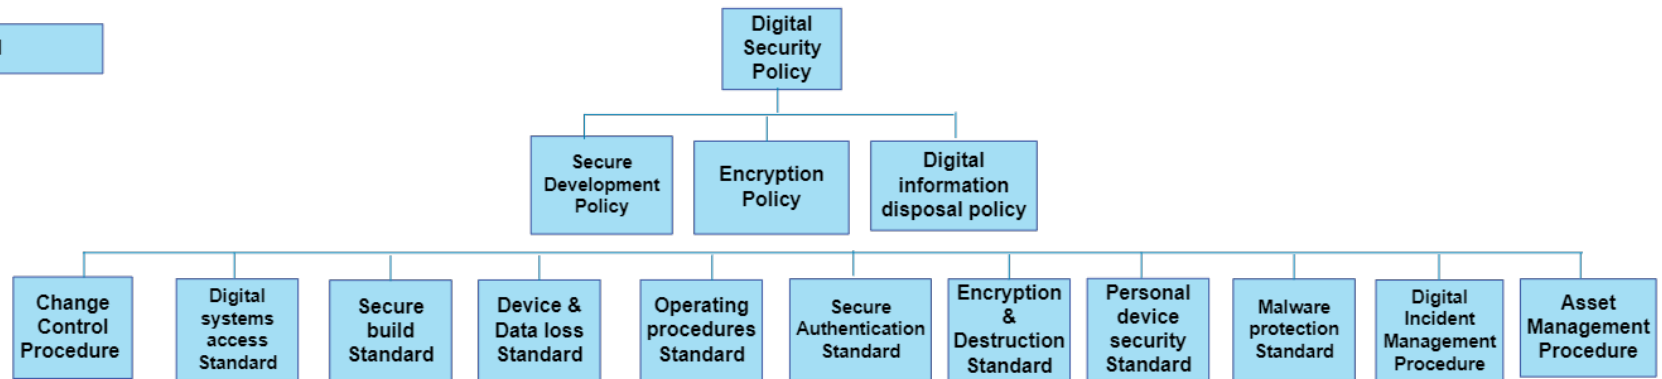 Digital
Security
Policy
Secure
Development
Policy
Encryption
Policy
Digital
information
disposal policy
Change
Control
Procedure
Digital
systems
access
Standard
Secure
build
Standard
Device &
Data loss
Standard
Operating
procedures
Standard
Secure
Authentication
Standard
Encryption
&
Destruction
Standard
Personal
device
security
Standard
Malware
protection
Standard
Digital
Incident
Management
Procedure
Asset
Management
Procedure